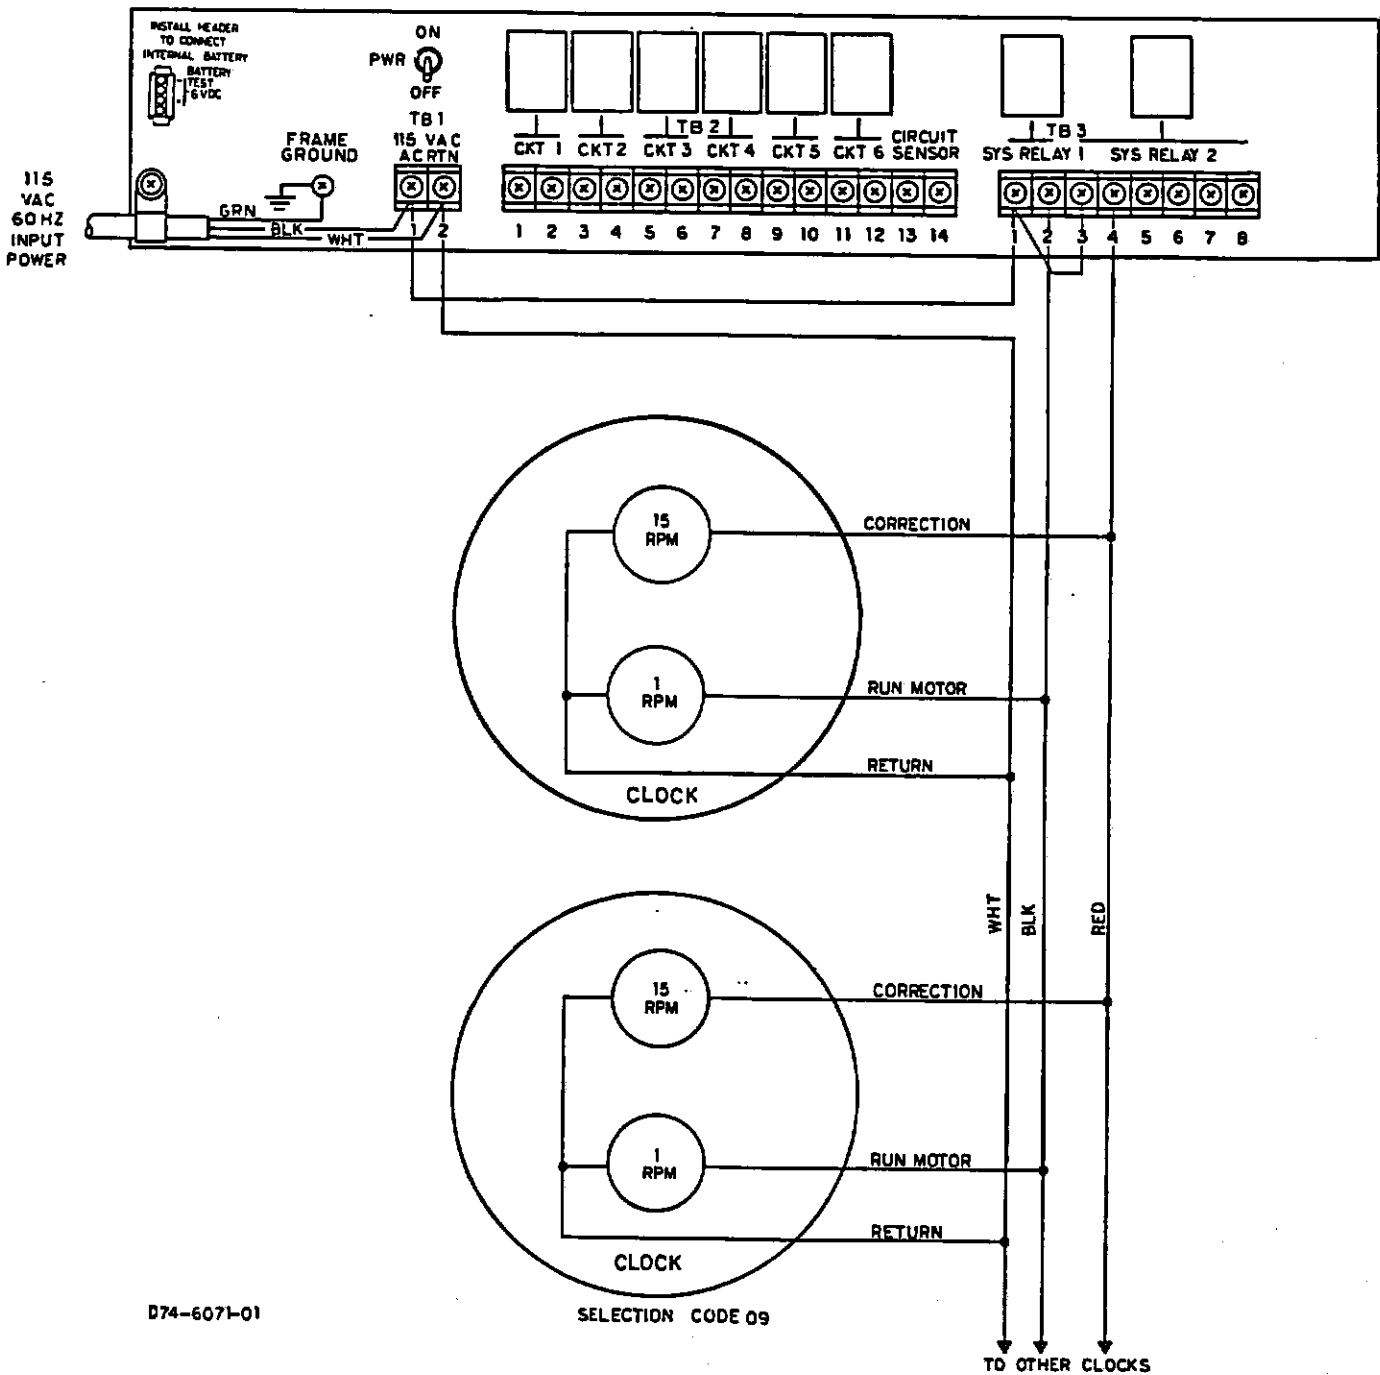 INSTALL HEADER
TO CONNECT
INTERNAL BATTERY
BATTERY
TEST
6 VDC
ON
PWR
OFF
TB 1
115 VAC
AC RTN
FRAME
GROUND
TB 2
CKT 1 CKT 2 CKT 3 CKT 4 CKT 5 CKT 6
CIRCUIT
SENSOR
TB 3
SYS RELAY 1 SYS RELAY 2
115
VAC
60 HZ
INPUT
POWER
GRN
BLK
WHT
1 2
1 2 3 4 5 6 7 8 9 10 11 12 13 14
1 2 3 4 5 6 7 8
15
RPM
CORRECTION
1
RPM
RUN MOTOR
RETURN
CLOCK
WHT
BLK
RED
15
RPM
CORRECTION
1
RPM
RUN MOTOR
RETURN
CLOCK
D74-6071-01
SELECTION CODE 09
TO OTHER CLOCKS